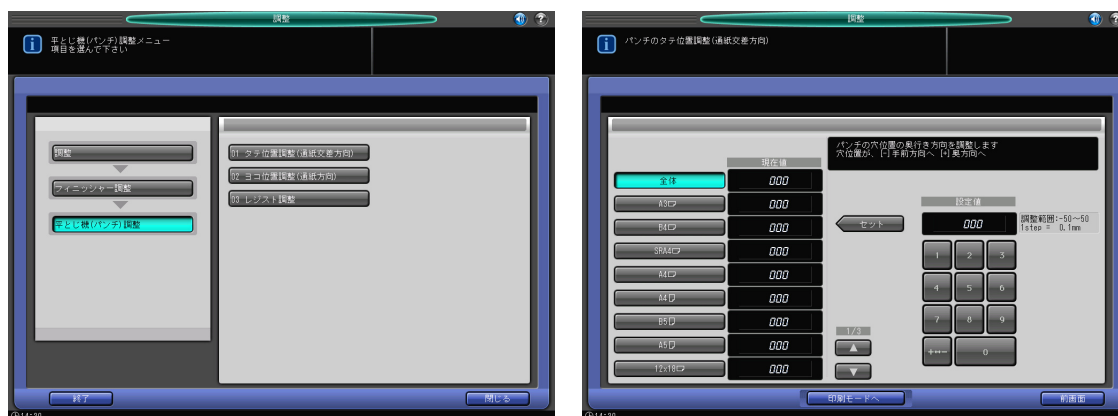 調整
平とじ機(パンチ)調整メニュー
項目を選んで下さい
調整
フィニッシャー調整
平とじ機(パンチ)調整
01 タテ位置調整(通紙交差方向)
02 ヨコ位置調整(通紙方向)
03 レジスト調整
終了
閉じる
14:20
調整
パンチのタテ位置調整(通紙交差方向)
パンチの穴位置の奥行き方向を調整します
穴位置が、[-]手前方向へ [+]奥方向へ
現在値
全体 000
A3 000
B4 000
SRA4 000
A4 000
A4 000
B5 000
A5 000
12x18 000
設定値
セット
000
調整範囲:-50～50
1step = 0.1mm
1 2 3
4 5 6
7 8 9
+↔- 0
1/3
印刷モードへ
前画面